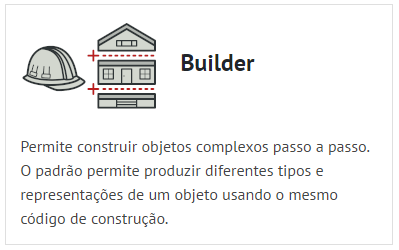 Builder
Permite construir objetos complexos passo a passo.
O padrão permite produzir diferentes tipos e
representações de um objeto usando o mesmo
código de construção.